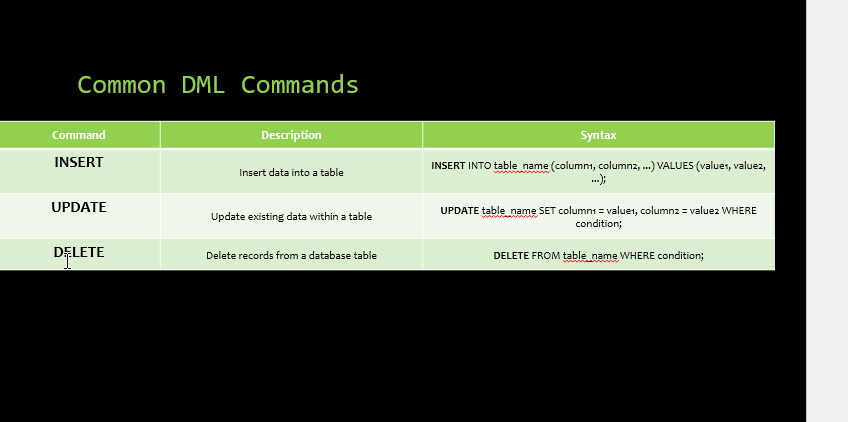 Common DML Commands
Command Description Syntax
INSERT Insert data into a table INSERT INTO table_name (column1, column2, ...) VALUES (value1, value2,
...);
UPDATE Update existing data within a table UPDATE table_name SET column1 = value1, column2 = value2 WHERE
condition;
DELETE Delete records from a database table DELETE FROM table_name WHERE condition;